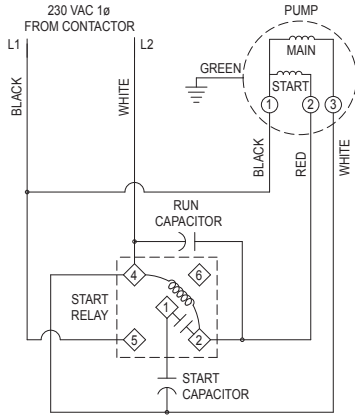 230 VAC 1ø
FROM CONTACTOR
L1
L2
PUMP
MAIN
START
GREEN
1
2
3
BLACK
WHITE
BLACK
RED
WHITE
RUN
CAPACITOR
4
6
START
RELAY
1
5
2
START
CAPACITOR